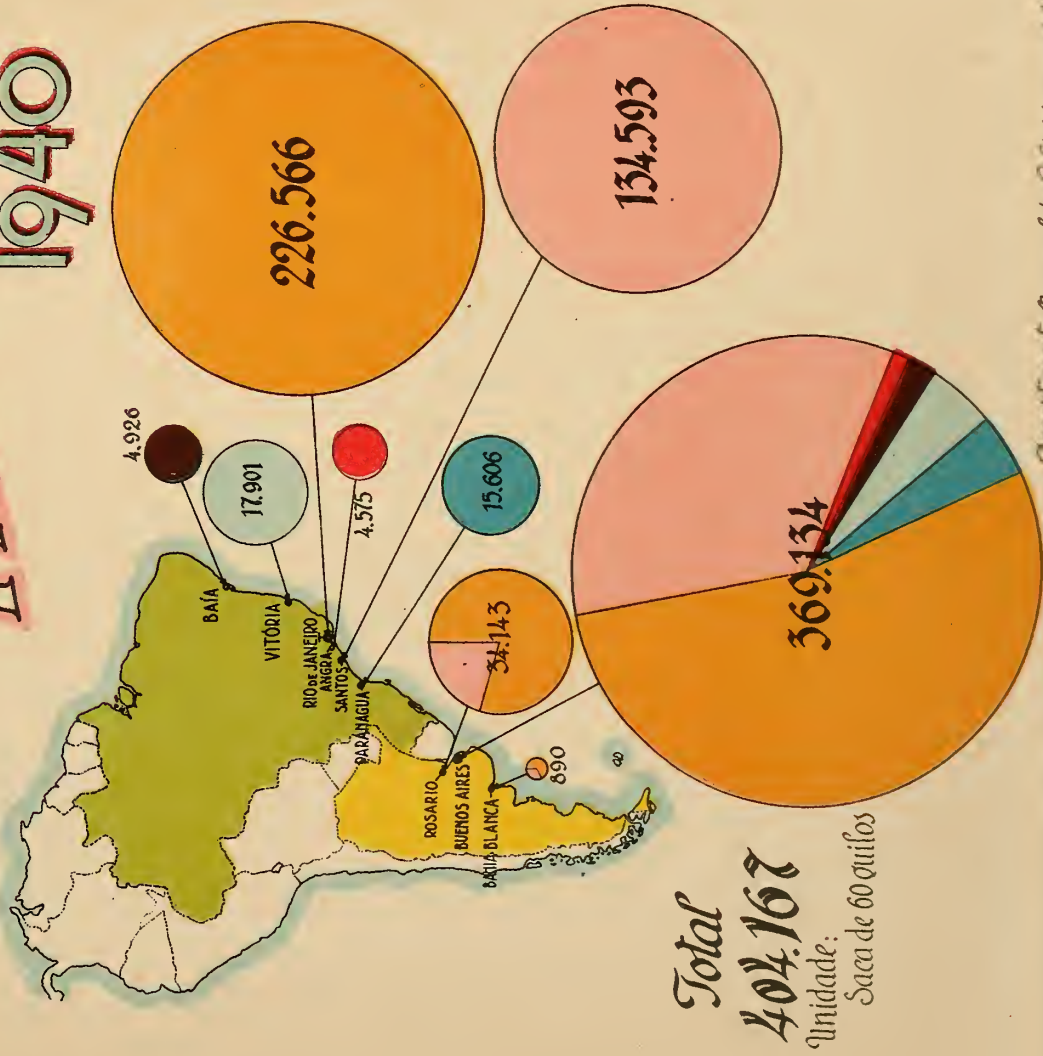 1940
226.566
134.593
4.926
17.901
4.575
15.606
34.143
890
369.134
BAÍA
VITÓRIA
RIO DE JANEIRO
ANGRA
SANTOS
PARANAGUA
ROSARIO
BUENOS AIRES
BAHIA BLANCA
Total
404.167
Unidade:
Saca de 60 quilos